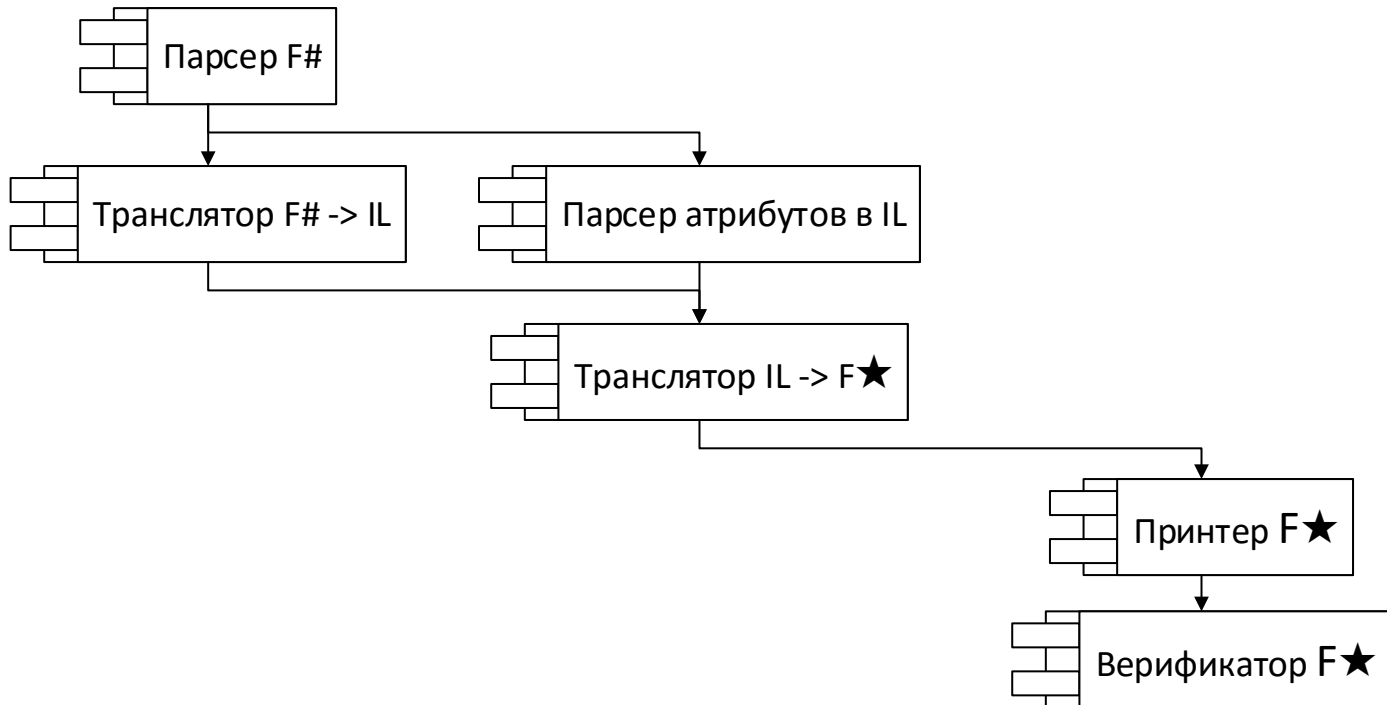 Парсер F#
Транслятор F# -> IL
Парсер атрибутов в IL
Транслятор IL -> F★
Принтер F★
Верификатор F★